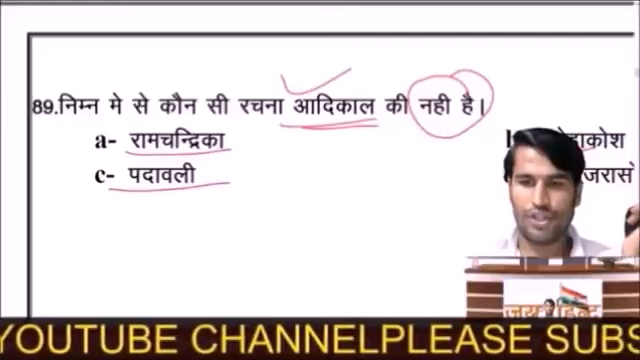 89.निम्न मे से कौन सी रचना आदिकाल की नही है।
a- रामचन्द्रिका
c- पदावली
YOUTUBE CHANNELPLEASE SUBS